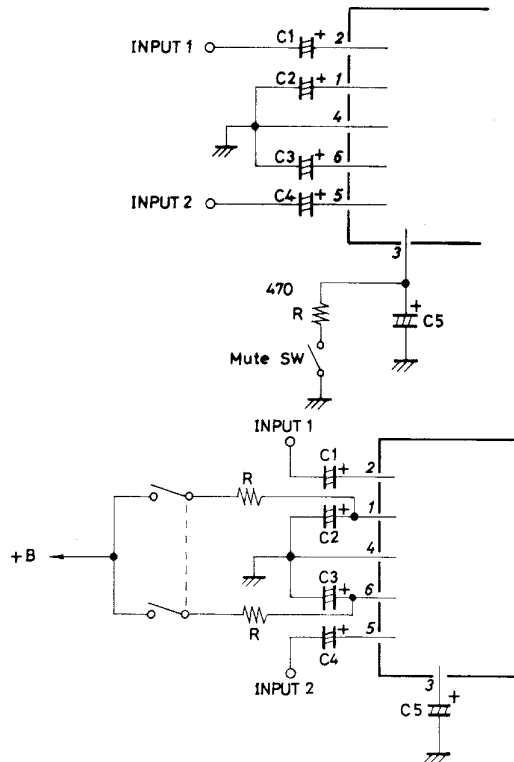 INPUT 1 C1 + 2
C2 + 1
4
C3 + 6
INPUT 2 C4 + 5
3
470
R + C5
Mute SW
INPUT 1
C1 + 2
R + 1
C2
+B 4
C3
+ 6
R + 5
C4
INPUT 2 3 +
C5